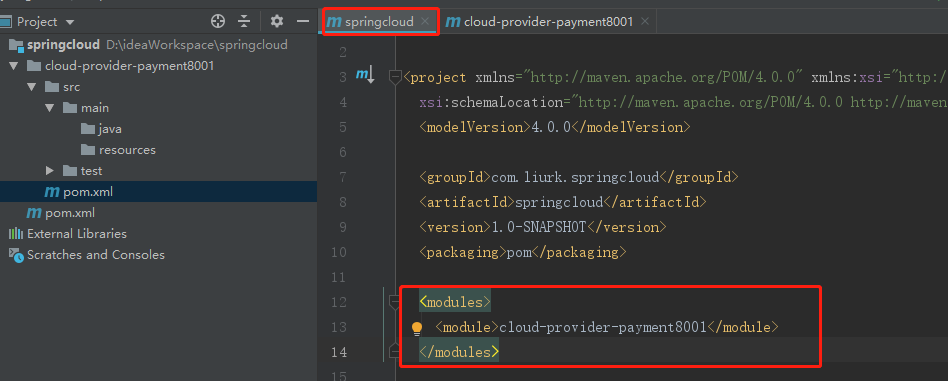 Project
springcloud D:\ideaWorkspace\springcloud
cloud-provider-payment8001
src
main
java
resources
test
pom.xml
pom.xml
External Libraries
Scratches and Consoles
springcloud
cloud-provider-payment8001
2
3 <project xmlns="http://maven.apache.org/POM/4.0.0" xmlns:xsi="http:/
4 xsi:schemaLocation="http://maven.apache.org/POM/4.0.0 http://maven
5 <modelVersion>4.0.0</modelVersion>
6
7 <groupId>com.liurk.springcloud</groupId>
8 <artifactId>springcloud</artifactId>
9 <version>1.0-SNAPSHOT</version>
10 <packaging>pom</packaging>
11
12 <modules>
13 <module>cloud-provider-payment8001</module>
14 </modules>